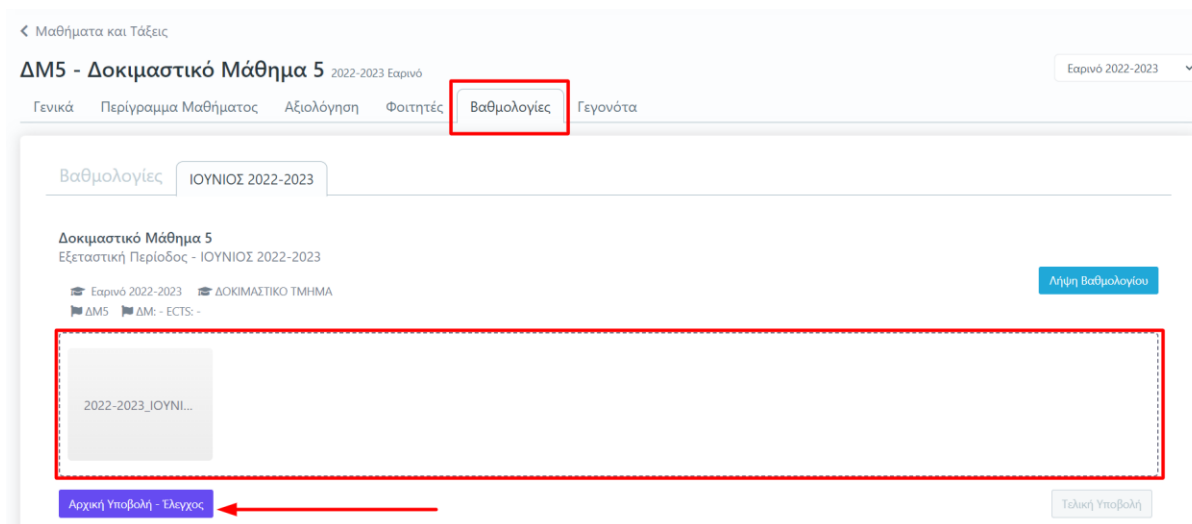 Μαθήματα και Τάξεις
ΔΜ5 - Δοκιμαστικό Μάθημα 5 2022-2023 Εαρινό
Εαρινό 2022-2023
Γενικά Περίγραμμα Μαθήματος Αξιολόγηση Φοιτητές Βαθμολογίες Γεγονότα
Βαθμολογίες ΙΟΥΝΙΟΣ 2022-2023
Δοκιμαστικό Μάθημα 5
Εξεταστική Περίοδος - ΙΟΥΝΙΟΣ 2022-2023
Λήψη Βαθμολογίου
Εαρινό 2022-2023 ΔΟΚΙΜΑΣΤΙΚΟ ΤΜΗΜΑ
ΔΜ5 ΔΜ: - ECTS: -
2022-2023_ΙΟΥΝΙ...
Αρχική Υποβολή - Έλεγχος Τελική Υποβολή